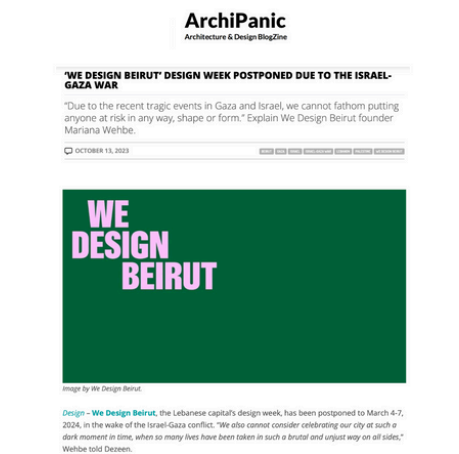 ArchiPanic
Architecture & Design BlogZine
‘WE DESIGN BEIRUT’ DESIGN WEEK POSTPONED DUE TO THE ISRAEL-
GAZA WAR
“Due to the recent tragic events in Gaza and Israel, we cannot fathom putting
anyone at risk in any way, shape or form.” Explain We Design Beirut founder
Mariana Wehbe.
OCTOBER 13, 2023
WE
DESIGN
BEIRUT
Image by We Design Beirut.
Design – We Design Beirut, the Lebanese capital’s design week, has been postponed to March 4-7,
2024, in the wake of the Israel-Gaza conflict. “We also cannot consider celebrating our city at such a
dark moment in time, when so many lives have been taken in such a brutal and unjust way on all sides,”
Wehbe told Dezeen.